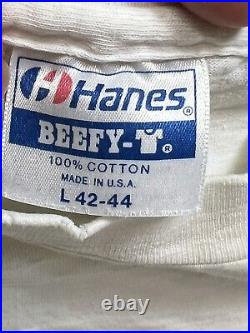 Hanes®
BEEFY-T®
100% COTTON
MADE IN U.S.A.
L 42-44